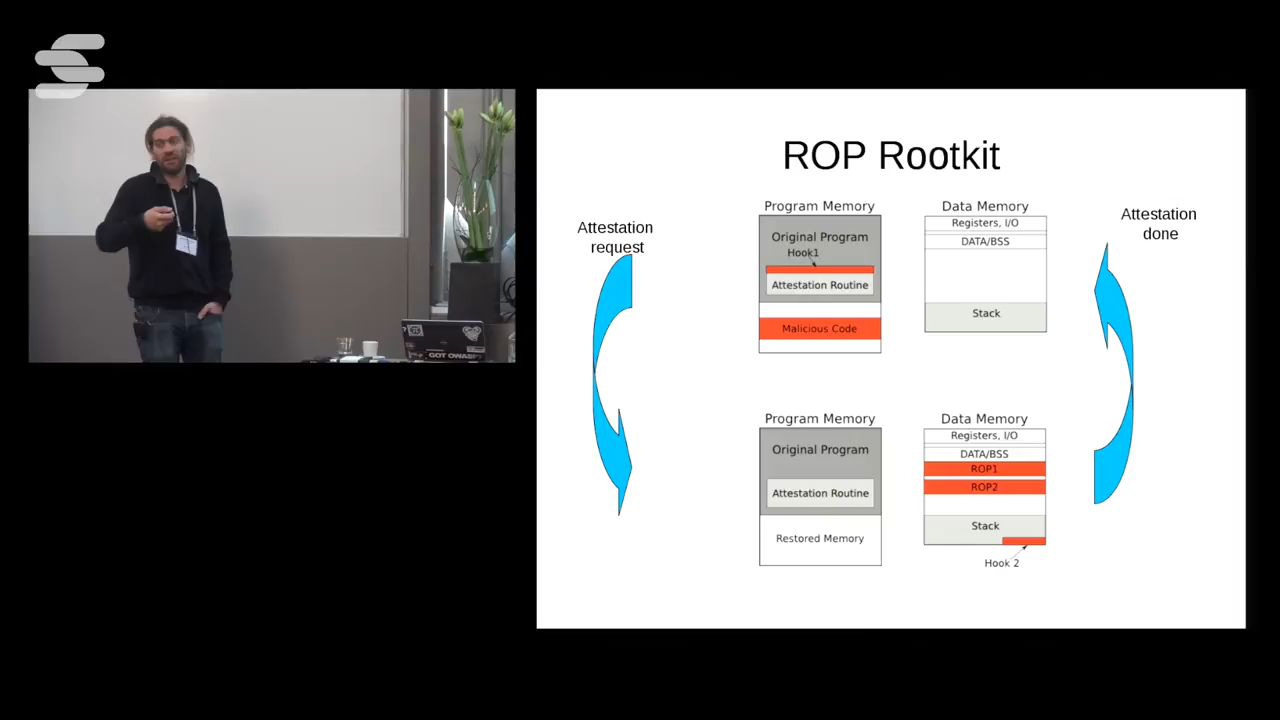 ROP Rootkit
Attestation
request
Program Memory
Original Program
Hook1
Attestation Routine
Malicious Code
Data Memory
Registers, I/O
DATA/BSS
Stack
Attestation
done
Program Memory
Original Program
Attestation Routine
Restored Memory
Data Memory
Registers, I/O
DATA/BSS
ROP1
ROP2
Stack
Hook 2
GOT OWASP?